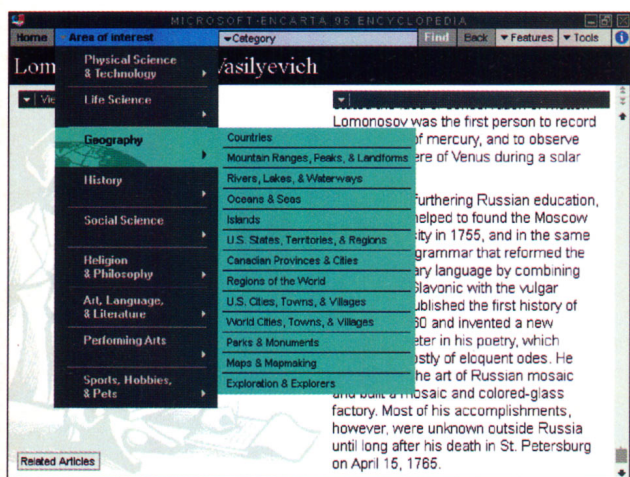 MICROSOFT ENCARTA 96 ENCYCLOPEDIA
Home Area of interest Category Find Back Features Tools
Lom Vasilyevich
Physical Science
& Technology
Life Science
Geography
History
Social Science
Religion
& Philosophy
Art, Language,
& Literature
Performing Arts
Sports, Hobbies,
& Pets
Countries
Mountain Ranges, Peaks, & Landforms
Rivers, Lakes, & Waterways
Oceans & Seas
Islands
U.S. States, Territories, & Regions
Canadian Provinces & Cities
Regions of the World
U.S. Cities, Towns, & Villages
World Cities, Towns, & Villages
Parks & Monuments
Maps & Mapmaking
Exploration & Explorers
Vie
Lomonosov was the first person to record
of mercury, and to observe
ere of Venus during a solar
urthering Russian education,
elped to found the Moscow
ity in 1755, and in the same
grammar that reformed the
ary language by combining
Slavonic with the vulgar
ublished the first history of
60 and invented a new
eter in his poetry, which
ostly of eloquent odes. He
he art of Russian mosaic
and built a mosaic and colored-glass
factory. Most of his accomplishments,
however, were unknown outside Russia
until long after his death in St. Petersburg
on April 15, 1765.
Related Articles